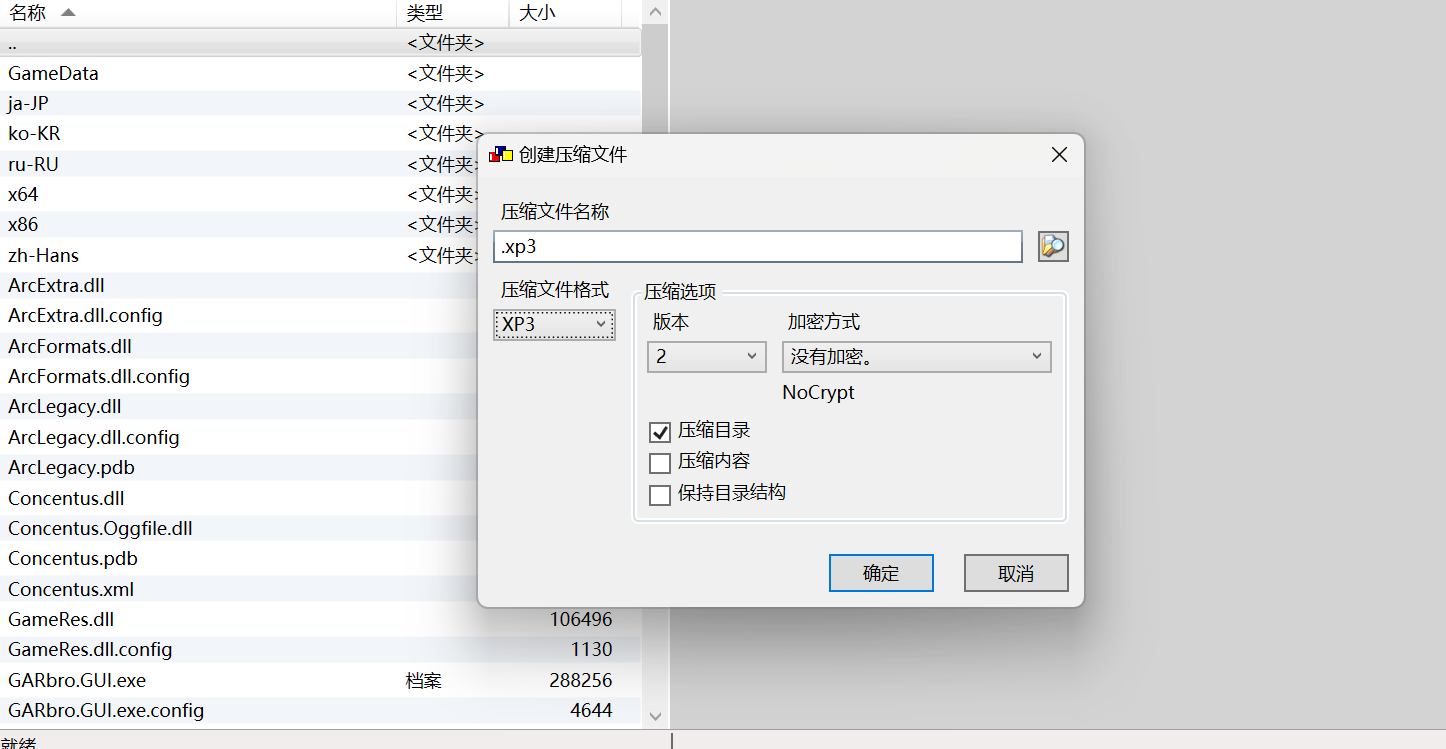 名称 类型 大小
.. <文件夹>
GameData <文件夹>
ja-JP <文件夹>
ko-KR <文件夹>
ru-RU <文件夹>
x64 <文件夹>
x86 <文件夹>
zh-Hans <文件夹>
ArcExtra.dll
ArcExtra.dll.config
ArcFormats.dll
ArcFormats.dll.config
ArcLegacy.dll
ArcLegacy.dll.config
ArcLegacy.pdb
Concentus.dll
Concentus.Oggfile.dll
Concentus.pdb
Concentus.xml
GameRes.dll 106496
GameRes.dll.config 1130
GARbro.GUI.exe 档案 288256
GARbro.GUI.exe.config 4644
就绪
创建压缩文件
压缩文件名称
.xp3
压缩文件格式
XP3
压缩选项
版本 加密方式
2 没有加密。
NoCrypt
压缩目录
压缩内容
保持目录结构
确定 取消